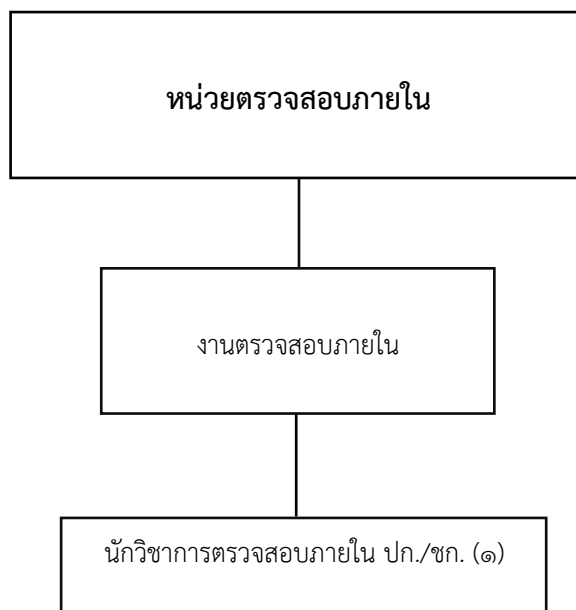 หน่วยตรวจสอบภายใน
งานตรวจสอบภายใน
นักวิชาการตรวจสอบภายใน ปก./ชก. (๑)